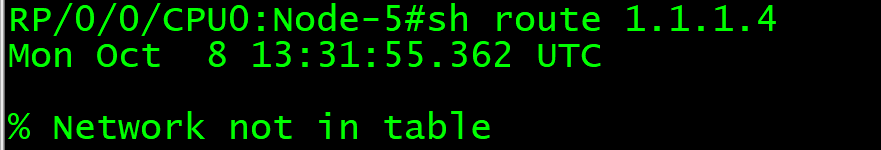 RP/0/0/CPU0:Node-5#sh route 1.1.1.4
Mon Oct  8 13:31:55.362 UTC
% Network not in table